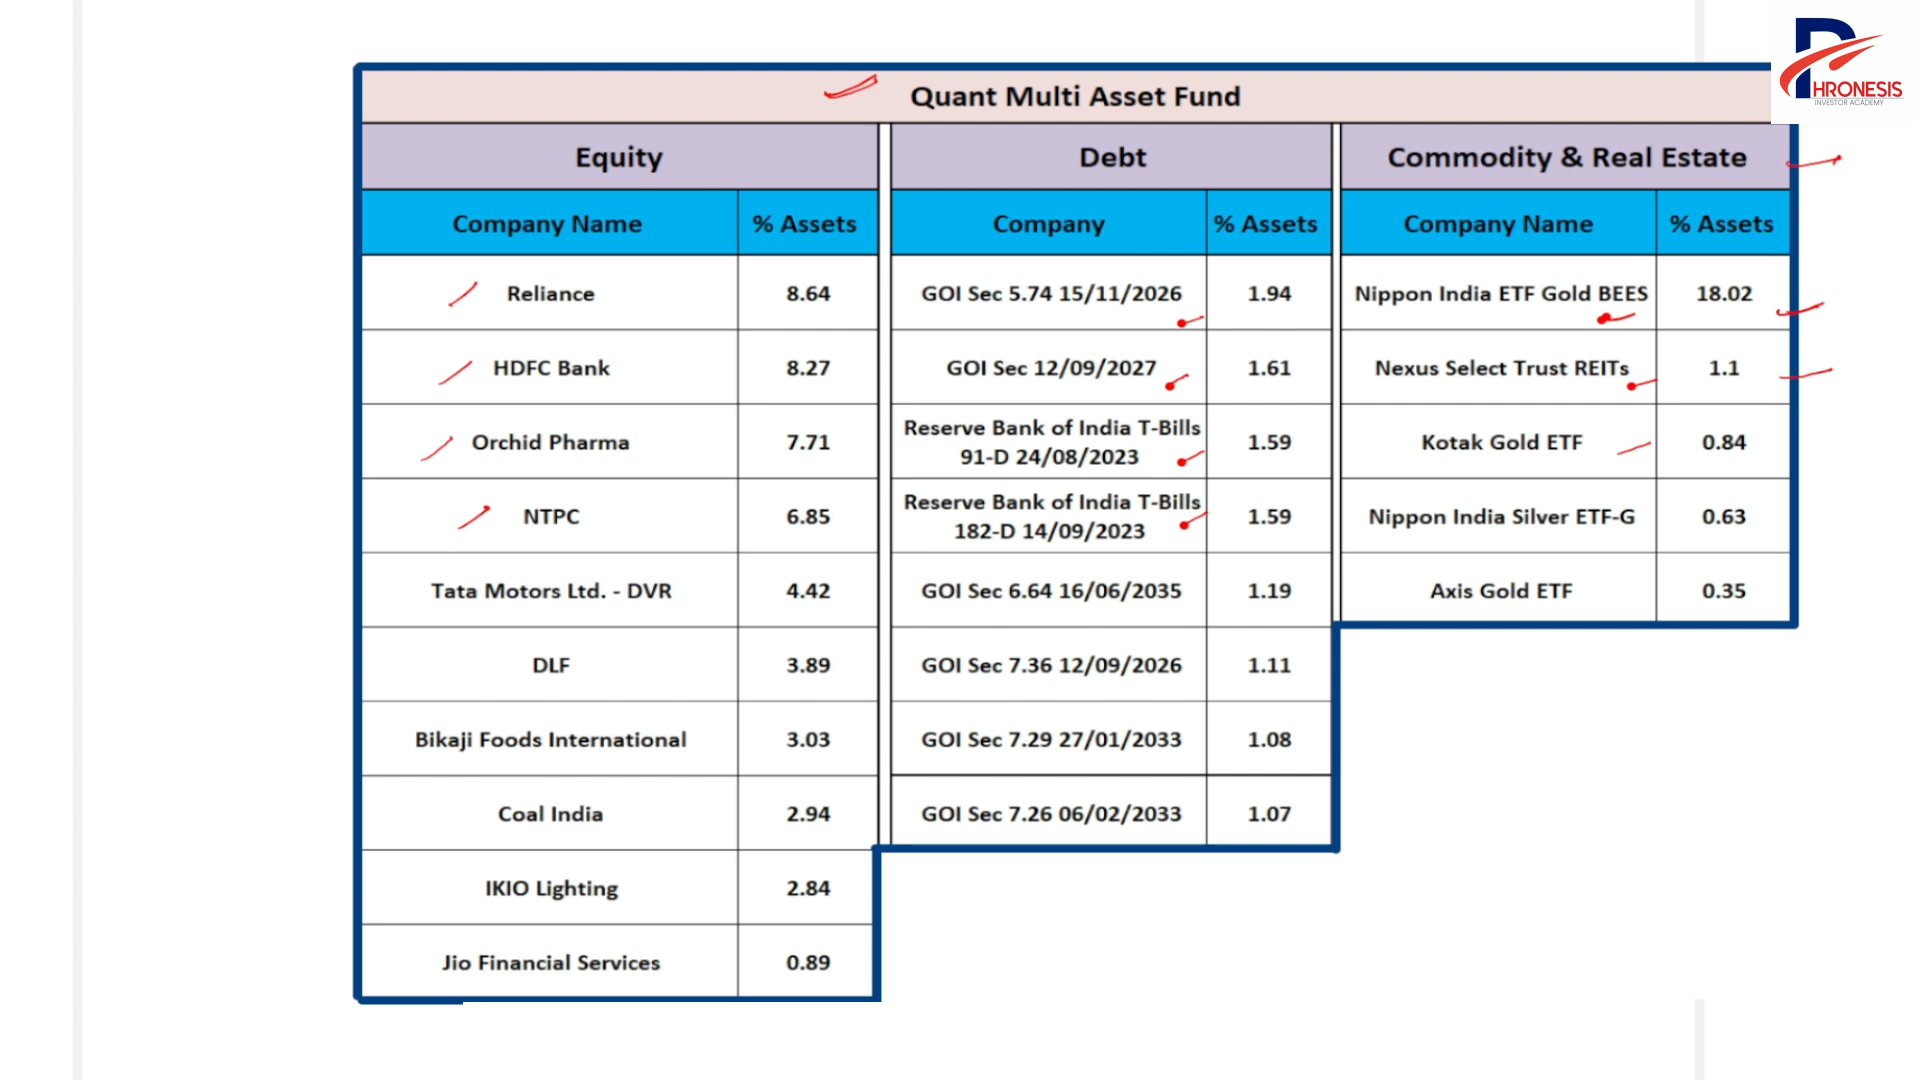 PHRONESIS
INVESTOR ACADEMY
Quant Multi Asset Fund
Equity Debt Commodity & Real Estate
Company Name % Assets Company % Assets Company Name % Assets
Reliance 8.64 GOI Sec 5.74 15/11/2026 1.94 Nippon India ETF Gold BEES 18.02
HDFC Bank 8.27 GOI Sec 12/09/2027 1.61 Nexus Select Trust REITs 1.1
Orchid Pharma 7.71 Reserve Bank of India T-Bills 1.59 Kotak Gold ETF 0.84
91-D 24/08/2023
NTPC 6.85 Reserve Bank of India T-Bills 1.59 Nippon India Silver ETF-G 0.63
182-D 14/09/2023
Tata Motors Ltd. - DVR 4.42 GOI Sec 6.64 16/06/2035 1.19 Axis Gold ETF 0.35
DLF 3.89 GOI Sec 7.36 12/09/2026 1.11
Bikaji Foods International 3.03 GOI Sec 7.29 27/01/2033 1.08
Coal India 2.94 GOI Sec 7.26 06/02/2033 1.07
IKIO Lighting 2.84
Jio Financial Services 0.89